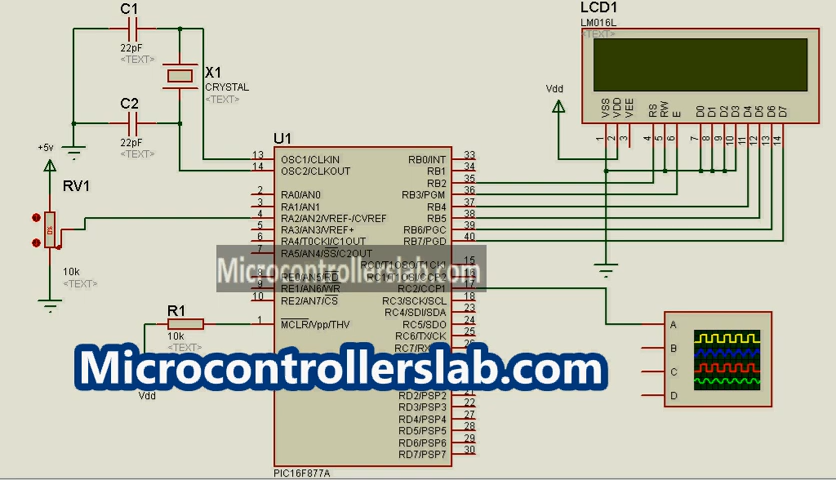 C1
22pF
<TEXT>
X1
CRYSTAL
<TEXT>
C2
22pF
<TEXT>
+5v
RV1
0%
10k
<TEXT>
R1
10k
<TEXT>
Vdd
U1
13 OSC1/CLKIN RB0/INT 33
14 OSC2/CLKOUT RB1 34
RB2 35
2 RA0/AN0 RB3/PGM 36
3 RA1/AN1 RB4 37
4 RA2/AN2/VREF-/CVREF RB5 38
5 RA3/AN3/VREF+ RB6/PGC 39
6 RA4/T0CKI/C1OUT RB7/PGD 40
7 RA5/AN4/SS/C2OUT
RC0/T1OSO/T1CKI 15
8 RE0/AN5/RD RC1/T1OSI/CCP2 16
9 RE1/AN6/WR RC2/CCP1 17
10 RE2/AN7/CS RC3/SCK/SCL 18
RC4/SDI/SDA 23
1 MCLR/Vpp/THV RC5/SDO 24
RC6/TX/CK 25
RC7/RX/ 26
21
RD2/PSP2
RD3/PSP3 22
RD4/PSP4 27
RD5/PSP5 28
RD6/PSP6 29
RD7/PSP7 30
PIC16F877A
LCD1
LM016L
<TEXT>
Vdd
VSS VDD VEE RS RW E D0 D1 D2 D3 D4 D5 D6 D7
1 2 3 4 5 6 7 8 9 10 11 12 13 14
A
B
C
D
Microcontrollerslab.com
Microcontrollerslab.com